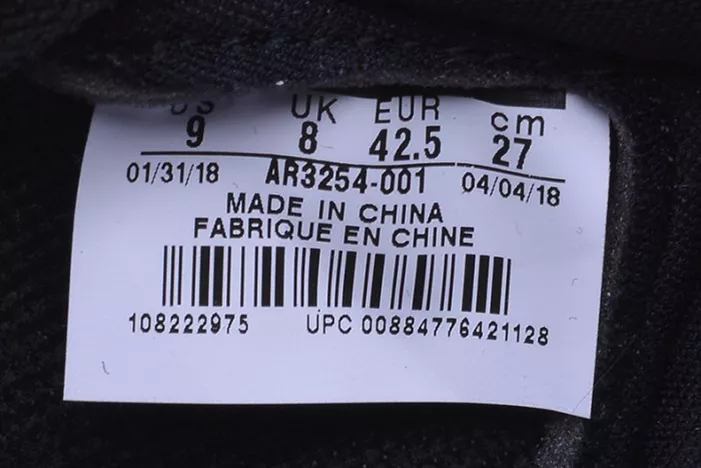 US UK EUR cm
9 8 42.5 27
01/31/18 AR3254-001 04/04/18
MADE IN CHINA
FABRIQUE EN CHINE
108222975 UPC 00884776421128